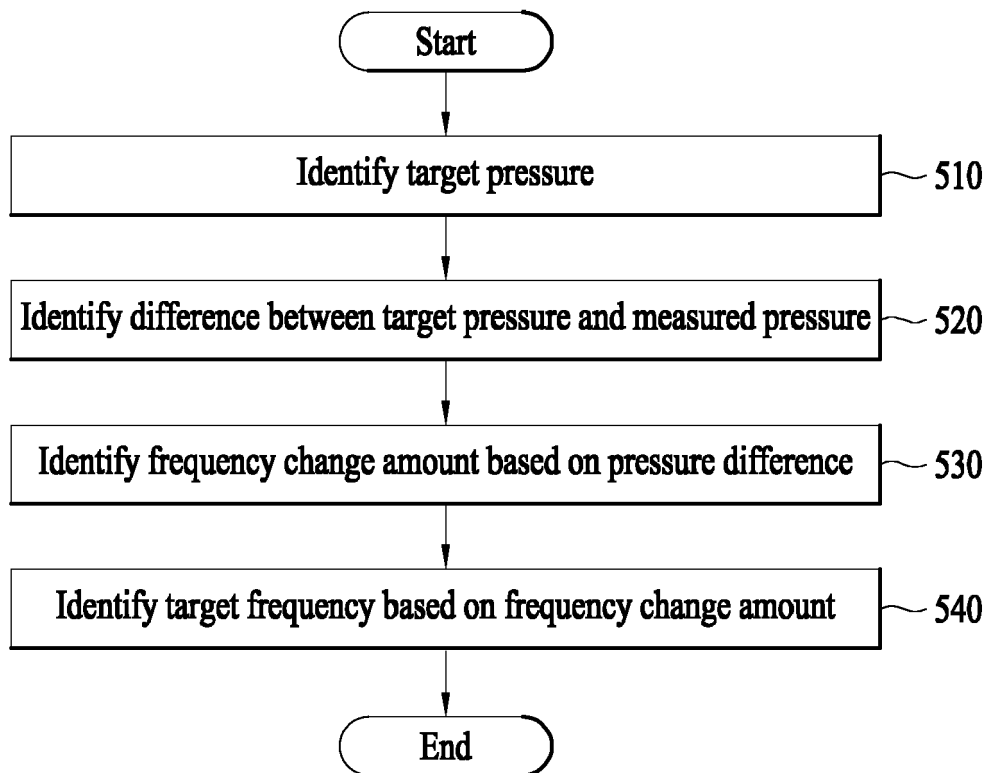 Start
Identify target pressure
510
Identify difference between target pressure and measured pressure
520
Identify frequency change amount based on pressure difference
530
Identify target frequency based on frequency change amount
540
End